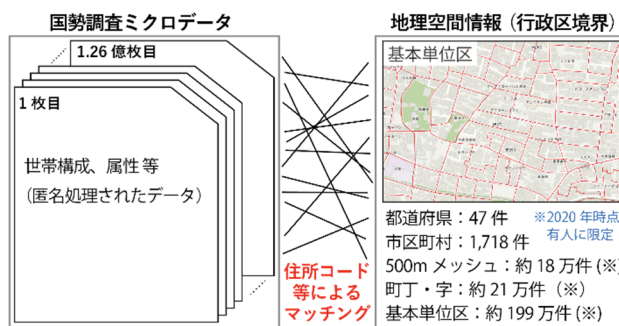 国勢調査ミクロデータ
1.26 億枚目
1 枚目
世帯構成、属性 等
（匿名処理されたデータ）
住所コード
等による
マッチング
地理空間情報（行政区境界）
基本単位区
都道府県：47 件
※2020 年時点
有人に限定
市区町村：1,718 件
500m メッシュ：約 18 万件 (※)
町丁・字：約 21 万件（※）
基本単位区：約 199 万件 (※)